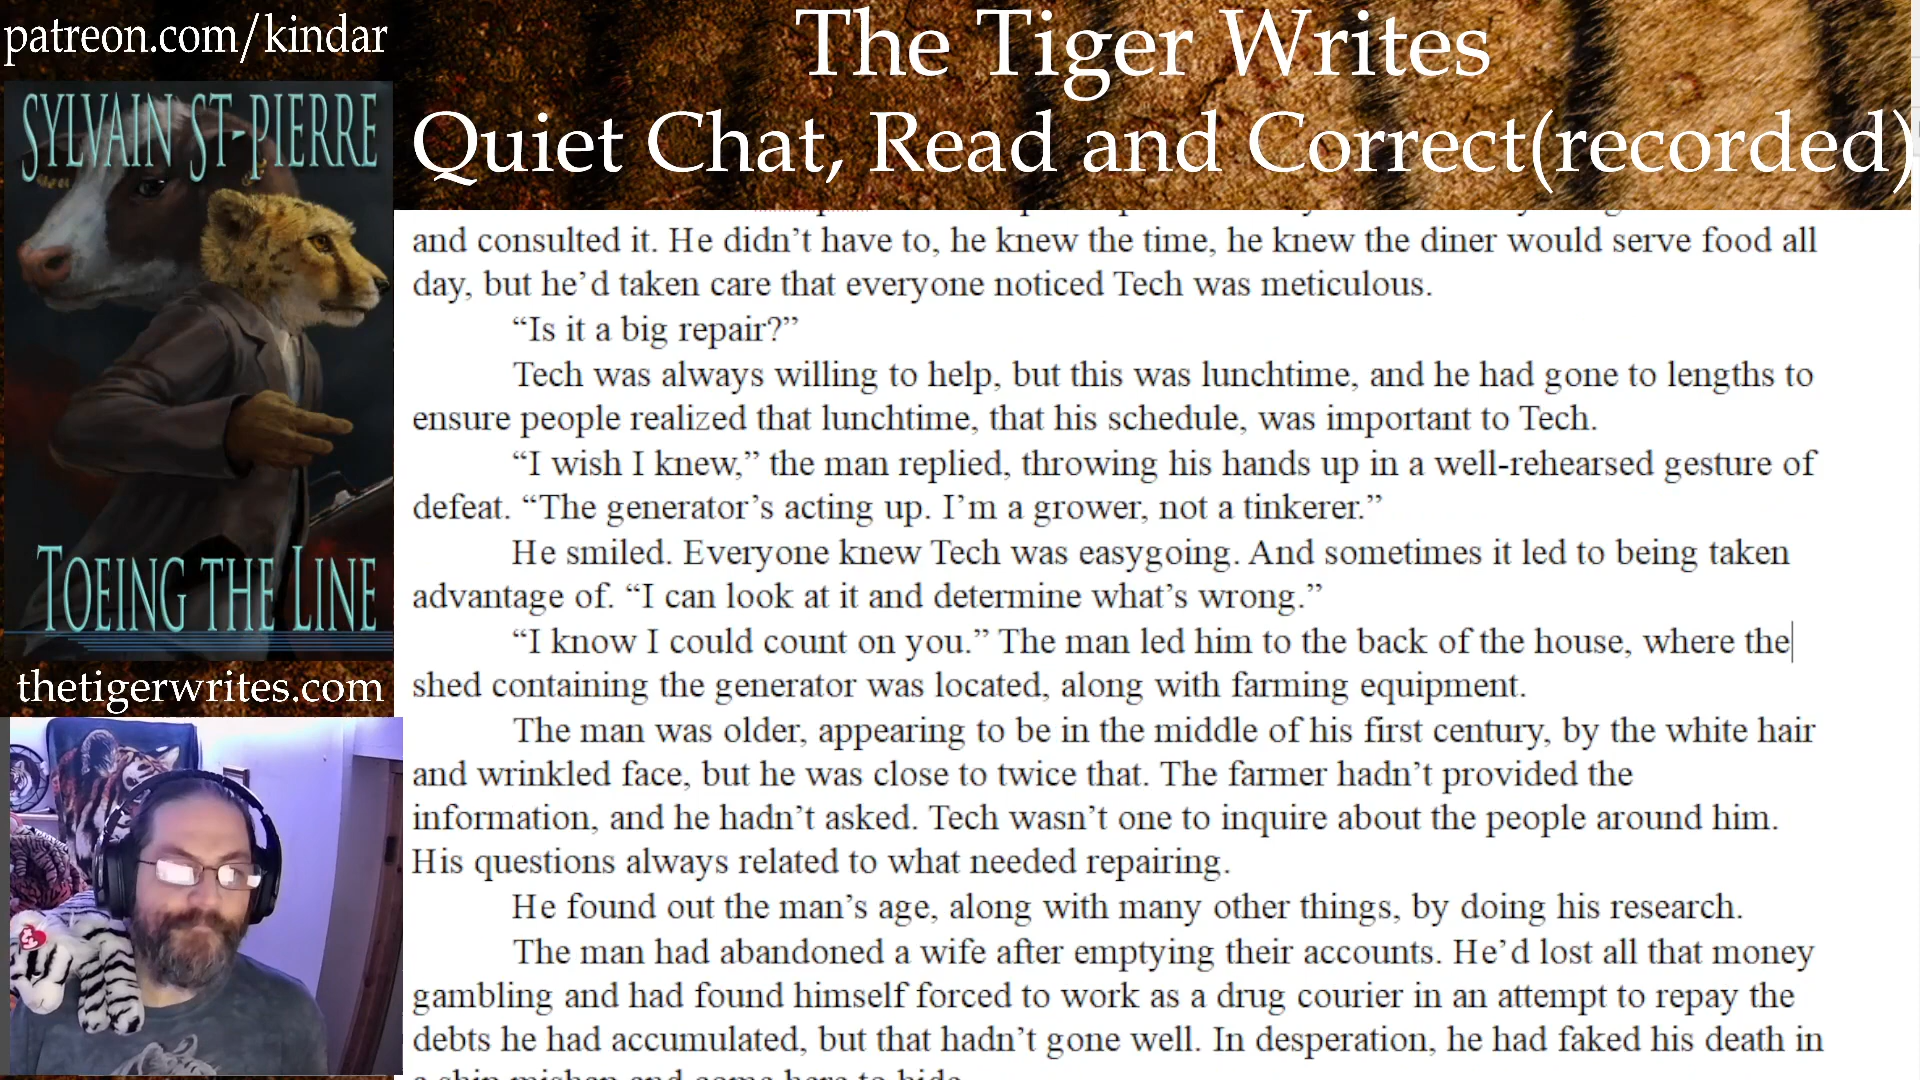 patreon.com/kindar
SYLVAIN ST-PIERRE
TOEING THE LINE
thetigerwrites.com
The Tiger Writes
Quiet Chat, Read and Correct(recorded)
and consulted it. He didn’t have to, he knew the time, he knew the diner would serve food all
day, but he’d taken care that everyone noticed Tech was meticulous.
“Is it a big repair?”
Tech was always willing to help, but this was lunchtime, and he had gone to lengths to
ensure people realized that lunchtime, that his schedule, was important to Tech.
“I wish I knew,” the man replied, throwing his hands up in a well-rehearsed gesture of
defeat. “The generator’s acting up. I’m a grower, not a tinkerer.”
He smiled. Everyone knew Tech was easygoing. And sometimes it led to being taken
advantage of. “I can look at it and determine what’s wrong.”
“I know I could count on you.” The man led him to the back of the house, where the
shed containing the generator was located, along with farming equipment.
The man was older, appearing to be in the middle of his first century, by the white hair
and wrinkled face, but he was close to twice that. The farmer hadn’t provided the
information, and he hadn’t asked. Tech wasn’t one to inquire about the people around him.
His questions always related to what needed repairing.
He found out the man’s age, along with many other things, by doing his research.
The man had abandoned a wife after emptying their accounts. He’d lost all that money
gambling and had found himself forced to work as a drug courier in an attempt to repay the
debts he had accumulated, but that hadn’t gone well. In desperation, he had faked his death in
a ship mishap and come here to hide.